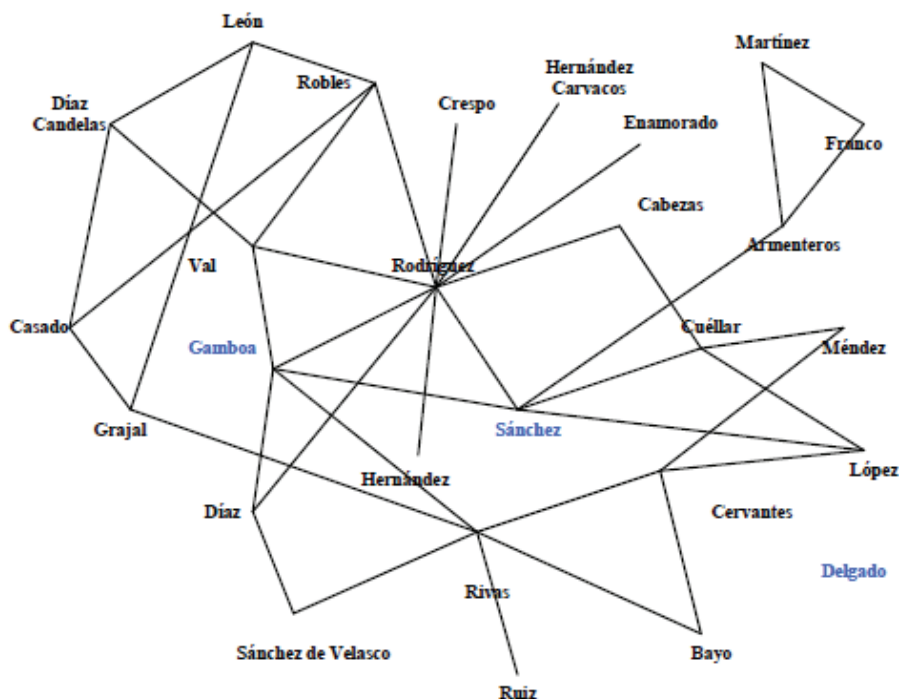 León
Martínez
Robles
Hernández
Carvacos
Díaz
Candelas
Crespo
Enamorado
Franco
Cabezas
Armenteros
Val
Rodríguez
Casado
Gamboa
Cuéllar
Méndez
Grajal
Sánchez
López
Hernández
Díaz
Cervantes
Delgado
Rivas
Sánchez de Velasco
Bayo
Ruiz